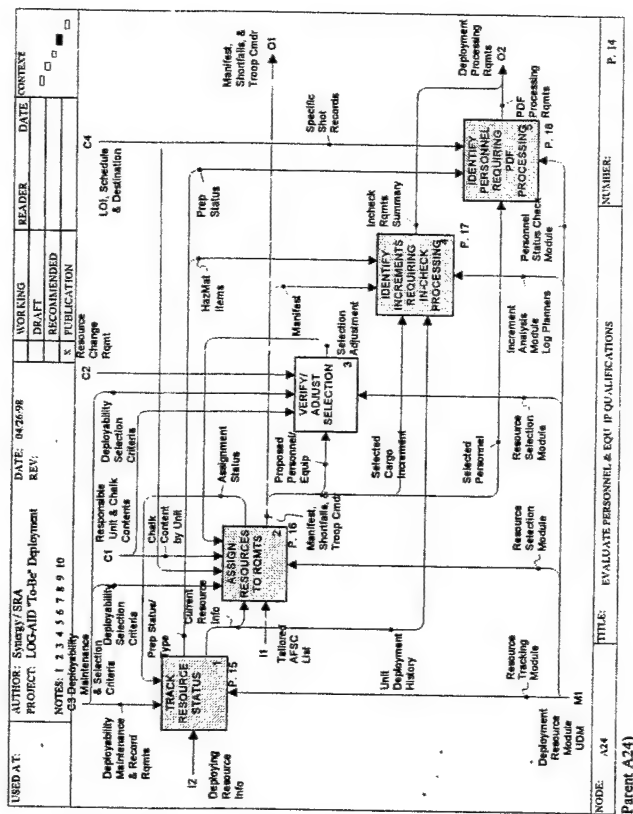 USED AT:
AUTHOR: Synergy/SRA
PROJECT: LOG-AID "To-Be" Deployment
NOTES: 1 2 3 4 5 6 7 8 9 10
DATE: 04/26/98
REV:
WORKING
DRAFT
RECOMMENDED
x PUBLICATION
READER
DATE
CONTEXT
C3 Deployability
Maintenance
& Selection
Criteria
Deployability
Maintenance
& Record
Rqmts
Deployability
Selection
Criteria
C1
Responsible
Unit & Chalk
Contents
Deployability
Selection
Criteria
C2
Resource
Change
Rqmt
C4
LOI, Schedule
& Destination
Prep Status/
Type
Current
Resource
Info
Chalk
Content
by Unit
Assignment
Status
HazMat
Items
Manifest
Prep
Status
Specific
Shot
Records
Manifest,
Shortfalls, &
Troop Cmdr
O1
I2
Deploying
Resource
Info
TRACK
RESOURCE
STATUS
1
P. 15
I1
Tailored
AFSC
List
ASSIGN
RESOURCES
TO RQMTS
2
P. 16
Manifest,
Shortfalls, &
Troop Cmdr
Proposed
Personnel/
Equip
VERIFY/
ADJUST
SELECTION
3
Selection
Adjustment
Selected
Cargo
Increment
IDENTIFY
INCREMENTS
REQUIRING
IN-CHECK
PROCESSING
4
P. 17
Incheck
Rqmts
Summary
Selected
Personnel
IDENTIFY
PERSONNEL
REQUIRING
PDF
PROCESSING
5
P. 18
PDF
Processing
Rqmts
Deployment
Processing
Rqmts
O2
Unit
Deployment
History
Resource
Tracking
Module
Resource
Selection
Module
Resource
Selection
Module
Increment
Analysis
Module
Log Planners
Personnel
Status Check
Module
Deployment
Resource
Module
UDM
M1
NODE: A24
TITLE: EVALUATE PERSONNEL & EQUIP QUALIFICATIONS
NUMBER:
P. 14
Parent A24)